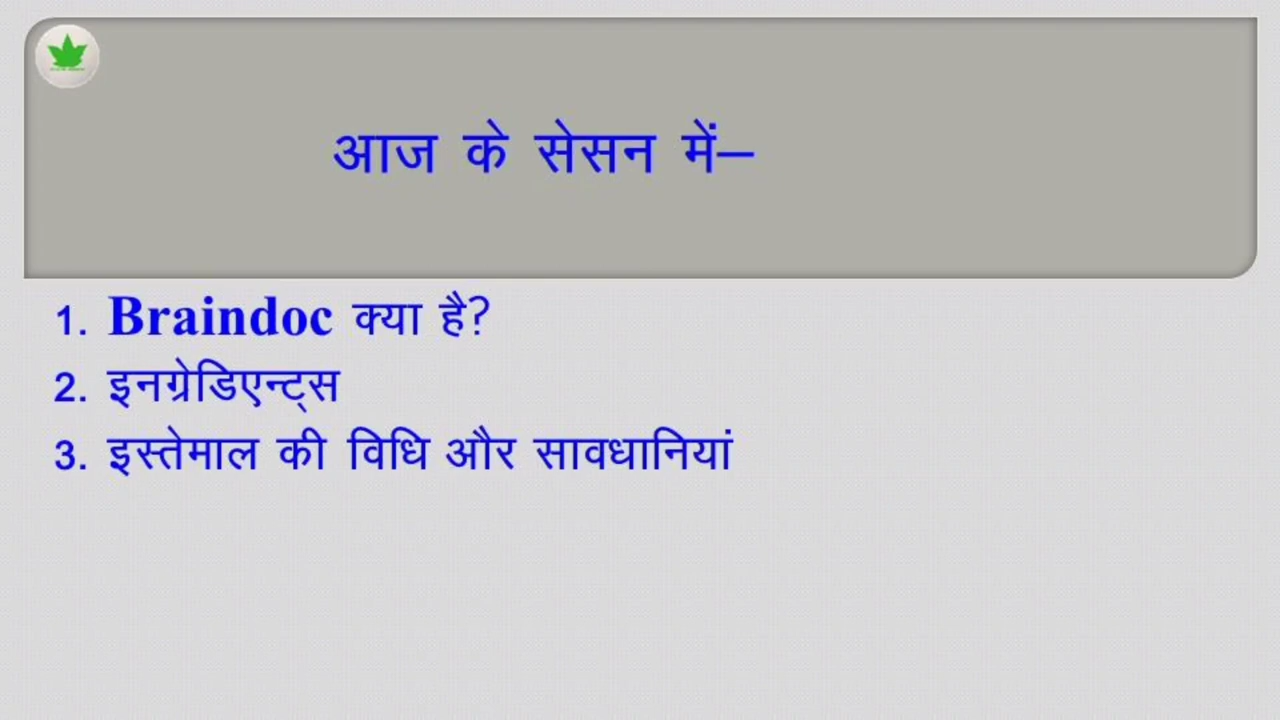 आज के सेसन में–
1. Braindoc क्या है?
2. इनग्रेडिएन्ट्स
3. इस्तेमाल की विधि और सावधानियां